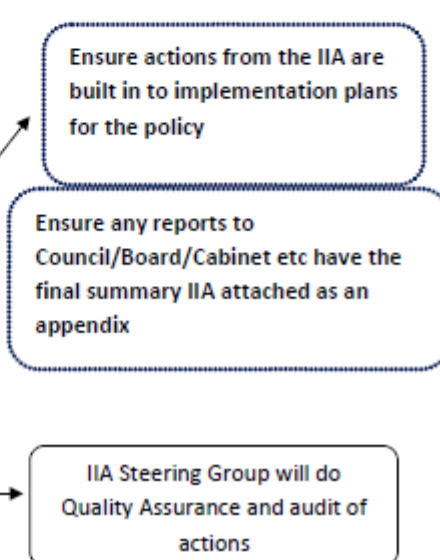 Ensure actions from the IIA are
built in to implementation plans
for the policy
Ensure any reports to
Council/Board/Cabinet etc have the
final summary IIA attached as an
appendix
IIA Steering Group will do
Quality Assurance and audit of
actions